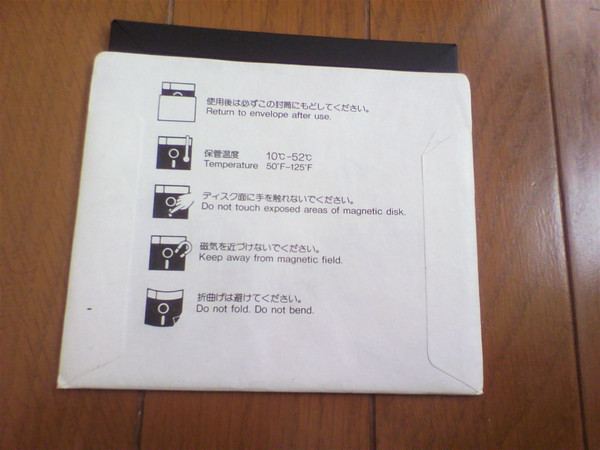 使用後は必ずこの封筒にもどしてください。
Return to envelope after use.
保管温度 10℃-52℃
Temperature 50°F-125°F
ディスク面に手を触れないでください。
Do not touch exposed areas of magnetic disk.
磁気を近づけないでください。
Keep away from magnetic field.
折曲げは避けてください。
Do not fold. Do not bend.